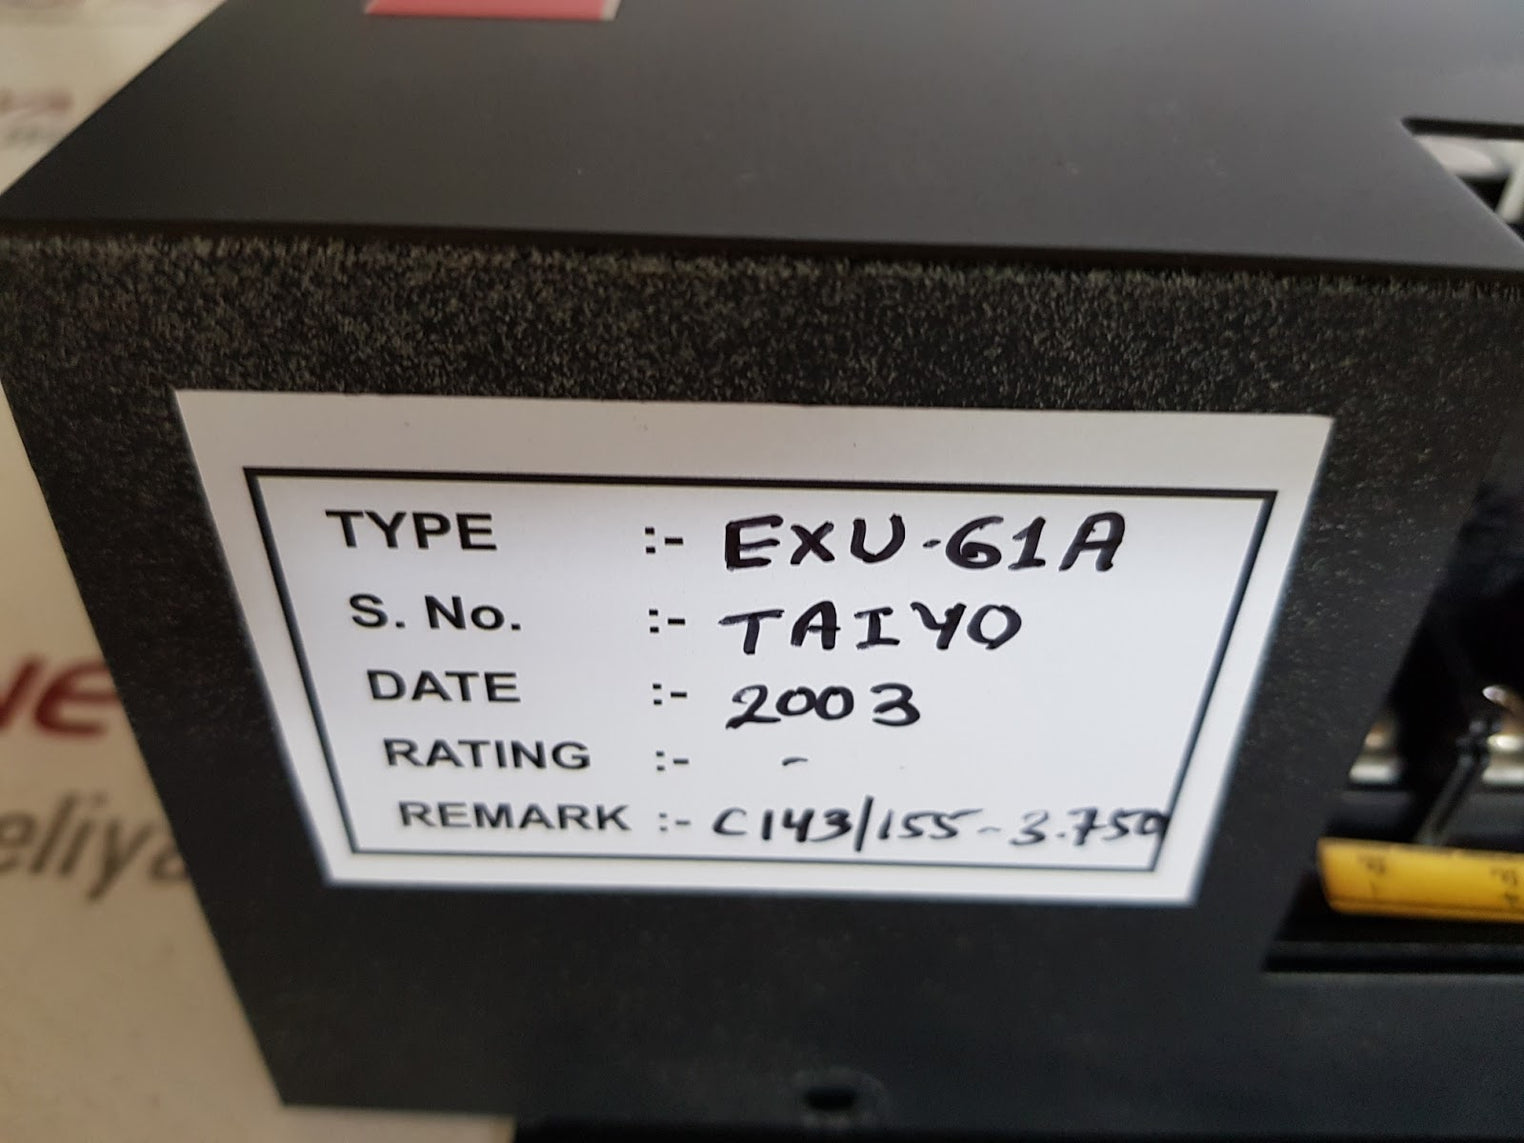 TYPE :- EXU-61A
S. No. :- TAIYO
DATE :- 2003
RATING :- -
REMARK :- C143/155-3.750